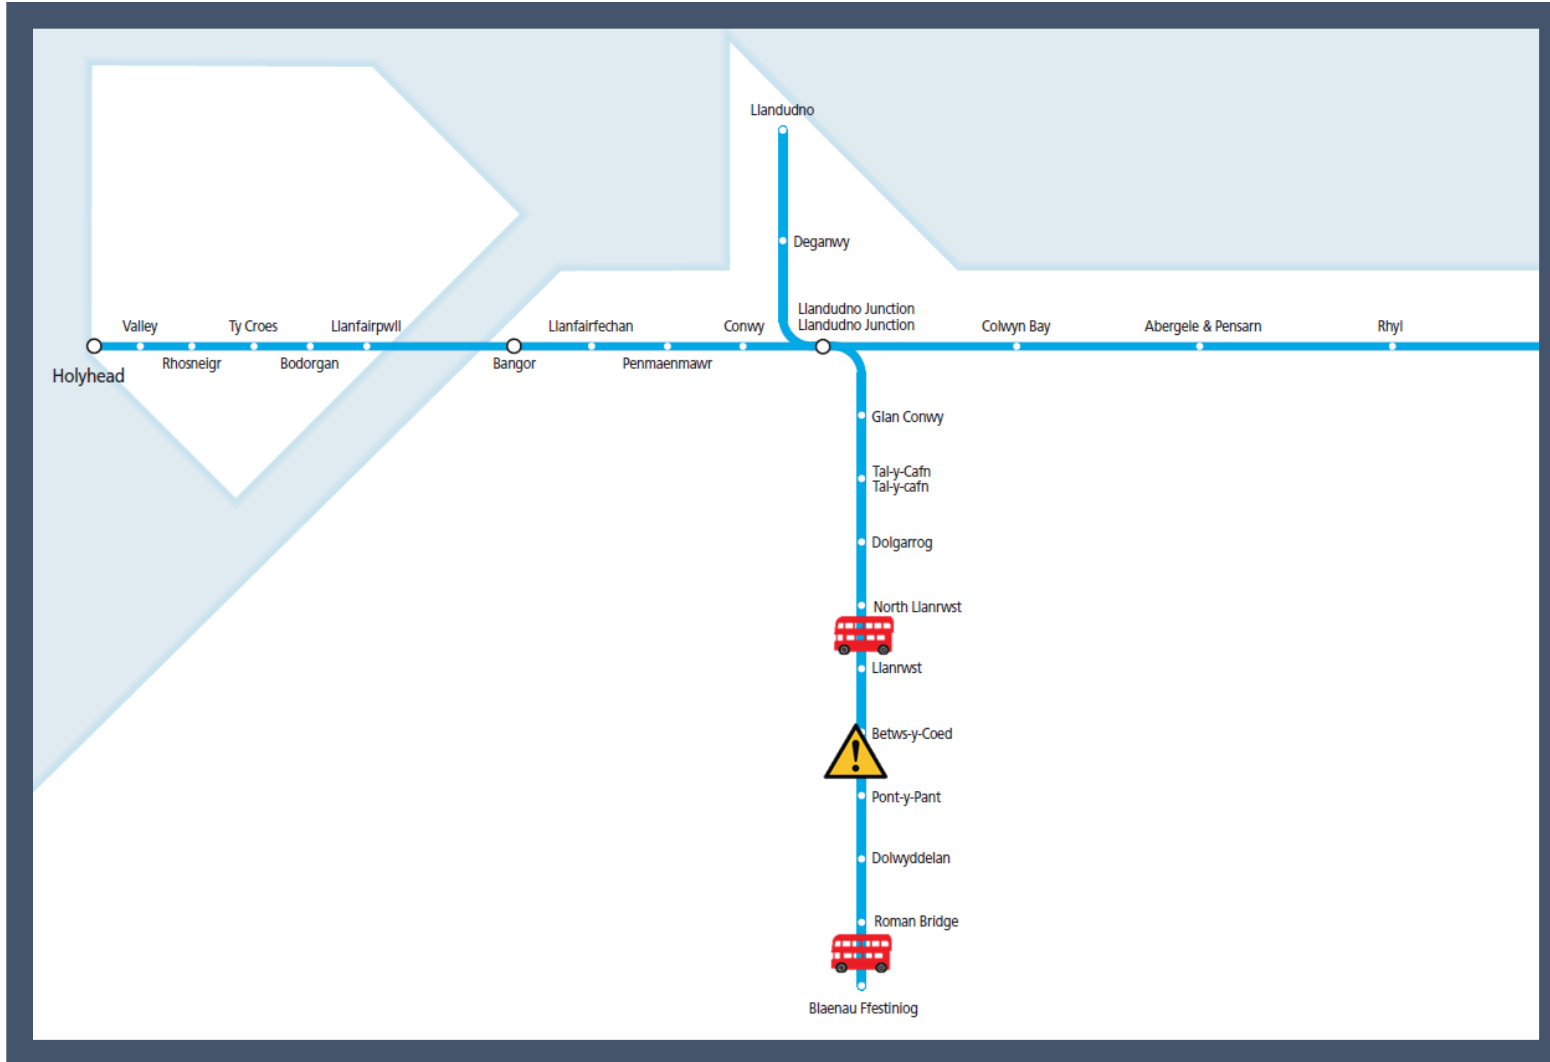 Llandudno
Deganwy
Llandudno Junction
Llandudno Junction
Valley
Ty Croes
Llanfairpwll
Llanfairfechan
Conwy
Colwyn Bay
Abergele & Pensarn
Rhyl
Holyhead
Rhosneigr
Bodorgan
Bangor
Penmaenmawr
Glan Conwy
Tal-y-Cafn
Tal-y-cafn
Dolgarrog
North Llanrwst
Llanrwst
Betws-y-Coed
Pont-y-Pant
Dolwyddelan
Roman Bridge
Blaenau Ffestiniog